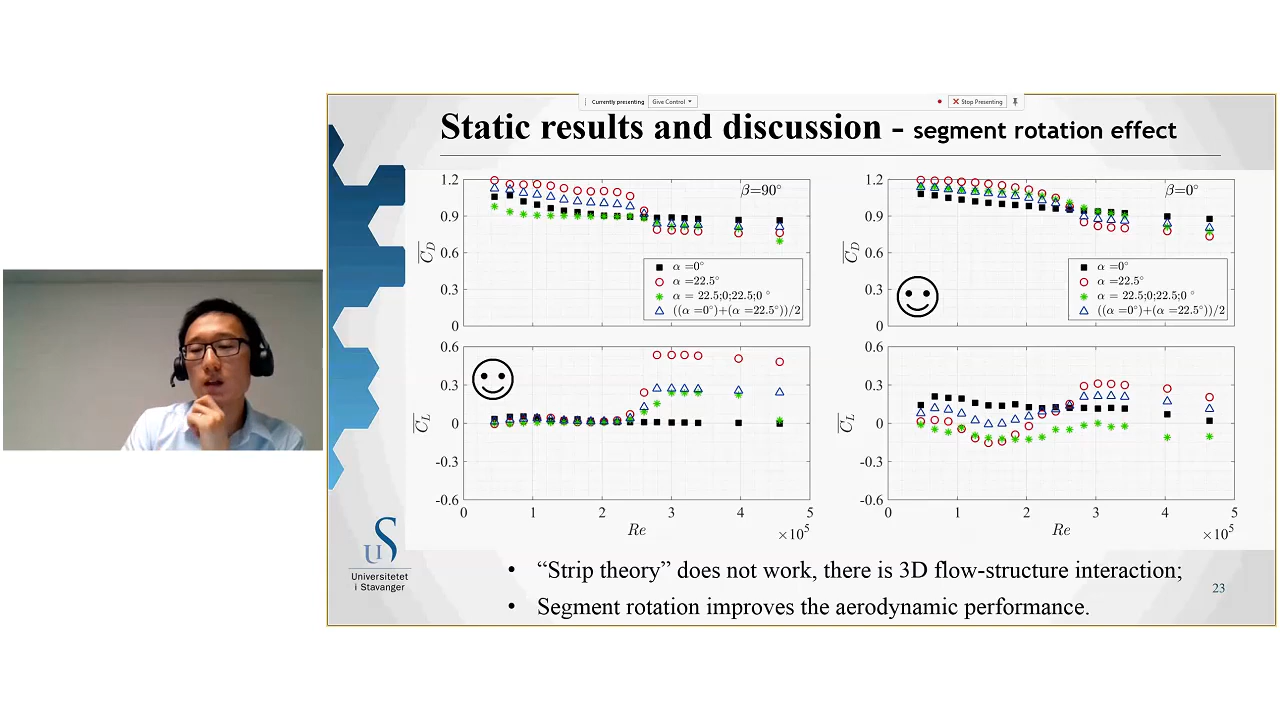 Currently presenting Give Control Stop Presenting
Static results and discussion – segment rotation effect
1.2
0.9
0.6
0.3
0
C_D
β=90°
α =0°
α =22.5°
α = 22.5;0;22.5;0 °
((α =0°)+(α =22.5°))/2
1.2
0.9
0.6
0.3
0
C_D
β=0°
α =0°
α =22.5°
α = 22.5;0;22.5;0 °
((α =0°)+(α =22.5°))/2
0.6
0.3
0
-0.3
-0.6
C_L
0 1 2 3 4 5
Re
×10⁵
0.6
0.3
0
-0.3
-0.6
C_L
0 1 2 3 4 5
Re
×10⁵
US
Universitetet
i Stavanger
• “Strip theory” does not work, there is 3D flow-structure interaction;
• Segment rotation improves the aerodynamic performance.
23